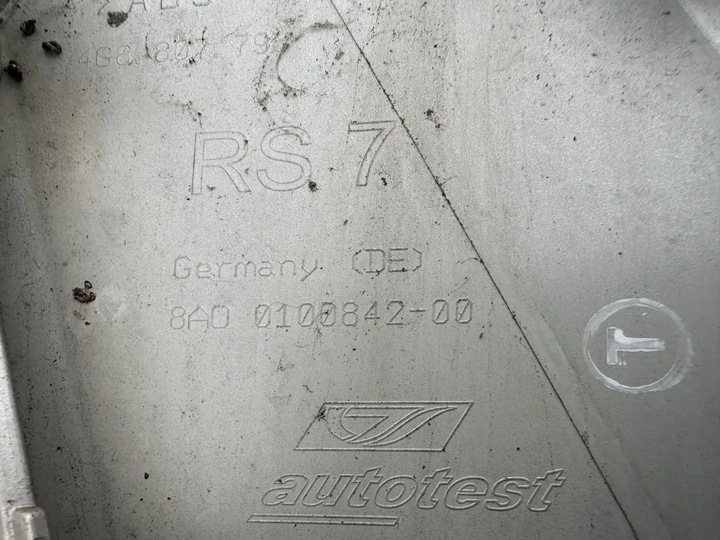 RS 7
Germany (DE)
8A0 0100842-00
autotest